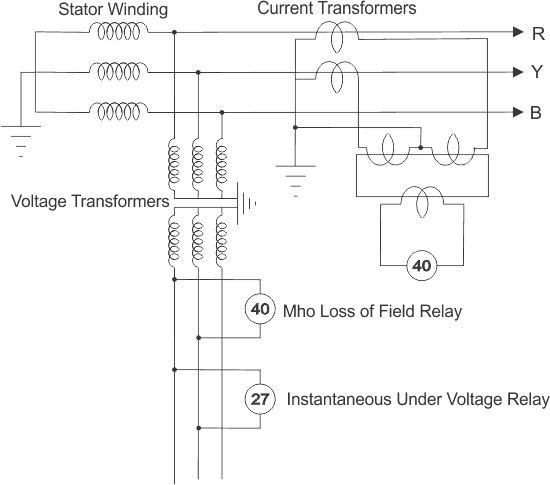 Stator Winding
Current Transformers
R
Y
B
Voltage Transformers
40
40
Mho Loss of Field Relay
27
Instantaneous Under Voltage Relay